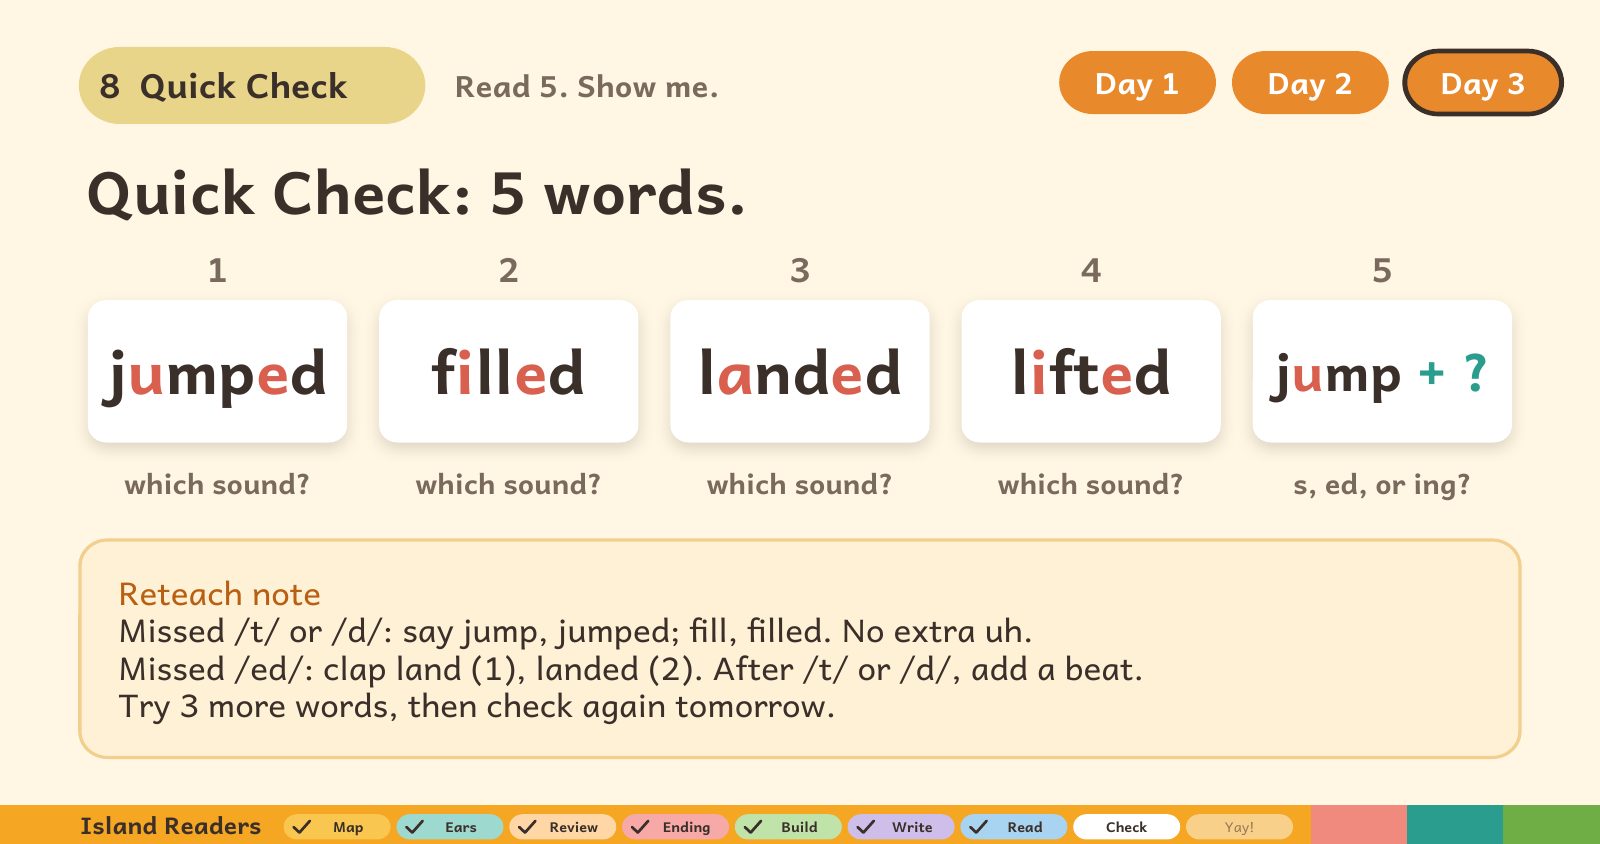 8 Quick Check
Read 5. Show me.
Day 1
Day 2
Day 3
Quick Check: 5 words.
1
2
3
4
5
jumped
filled
landed
lifted
jump + ?
which sound?
which sound?
which sound?
which sound?
s, ed, or ing?
Reteach note
Missed /t/ or /d/: say jump, jumped; fill, filled. No extra uh.
Missed /ed/: clap land (1), landed (2). After /t/ or /d/, add a beat.
Try 3 more words, then check again tomorrow.
Island Readers
Map
Ears
Review
Ending
Build
Write
Read
Check
Yay!